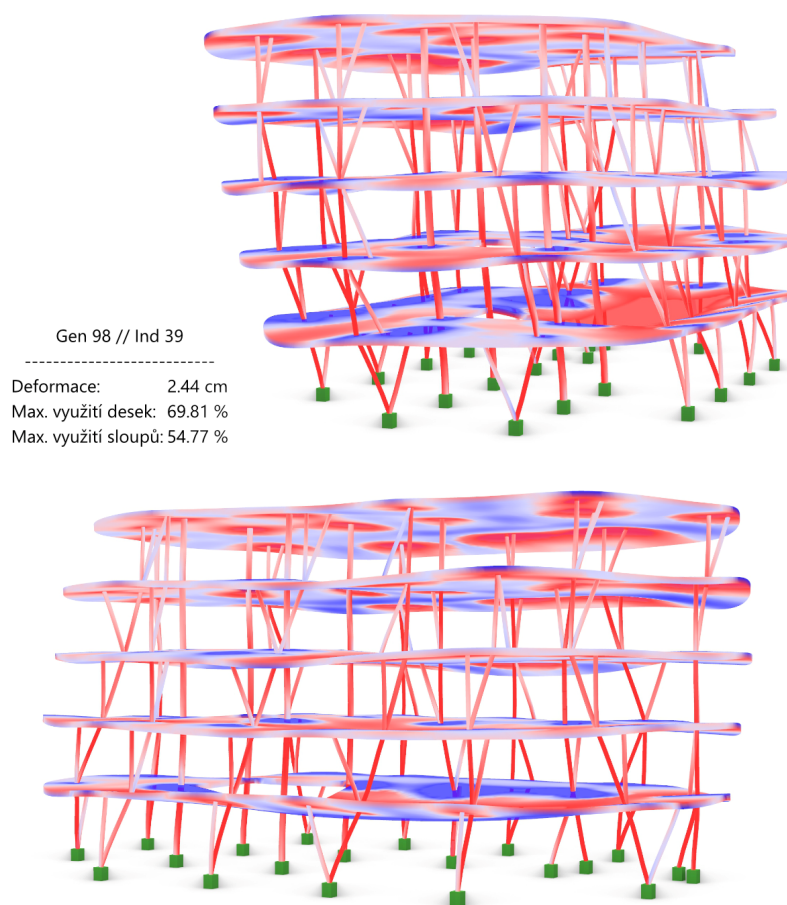 Gen 98 // Ind 39
---------------------------
Deformace: 2.44 cm
Max. využití desek: 69.81 %
Max. využití sloupů: 54.77 %